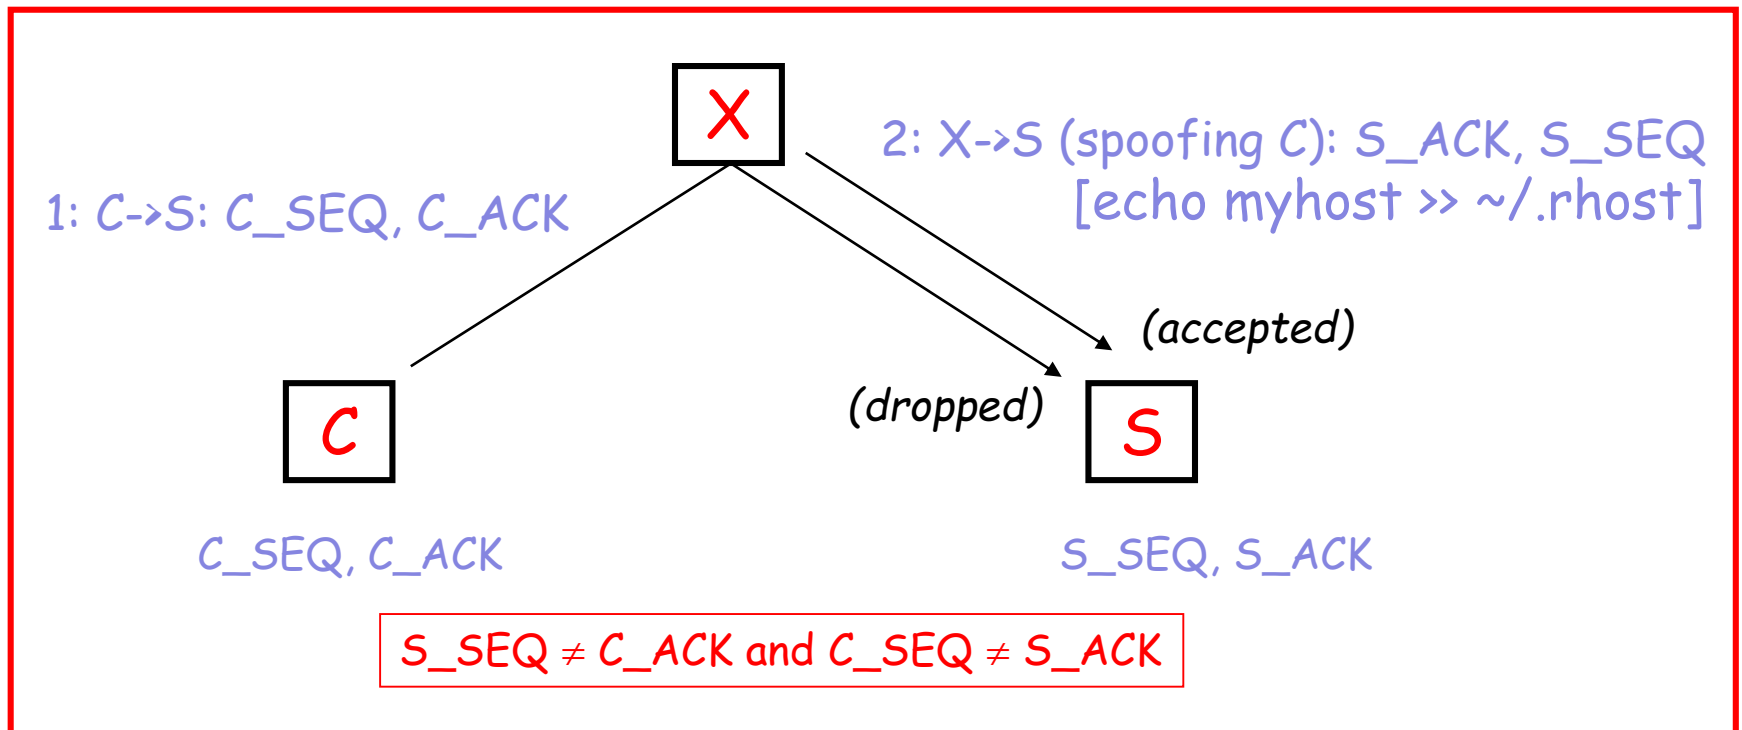 X
2: X->S (spoofing C): S_ACK, S_SEQ
[echo myhost >> ~/.rhost]
1: C->S: C_SEQ, C_ACK
(accepted)
(dropped)
C
S
C_SEQ, C_ACK
S_SEQ, S_ACK
S_SEQ ≠ C_ACK and C_SEQ ≠ S_ACK